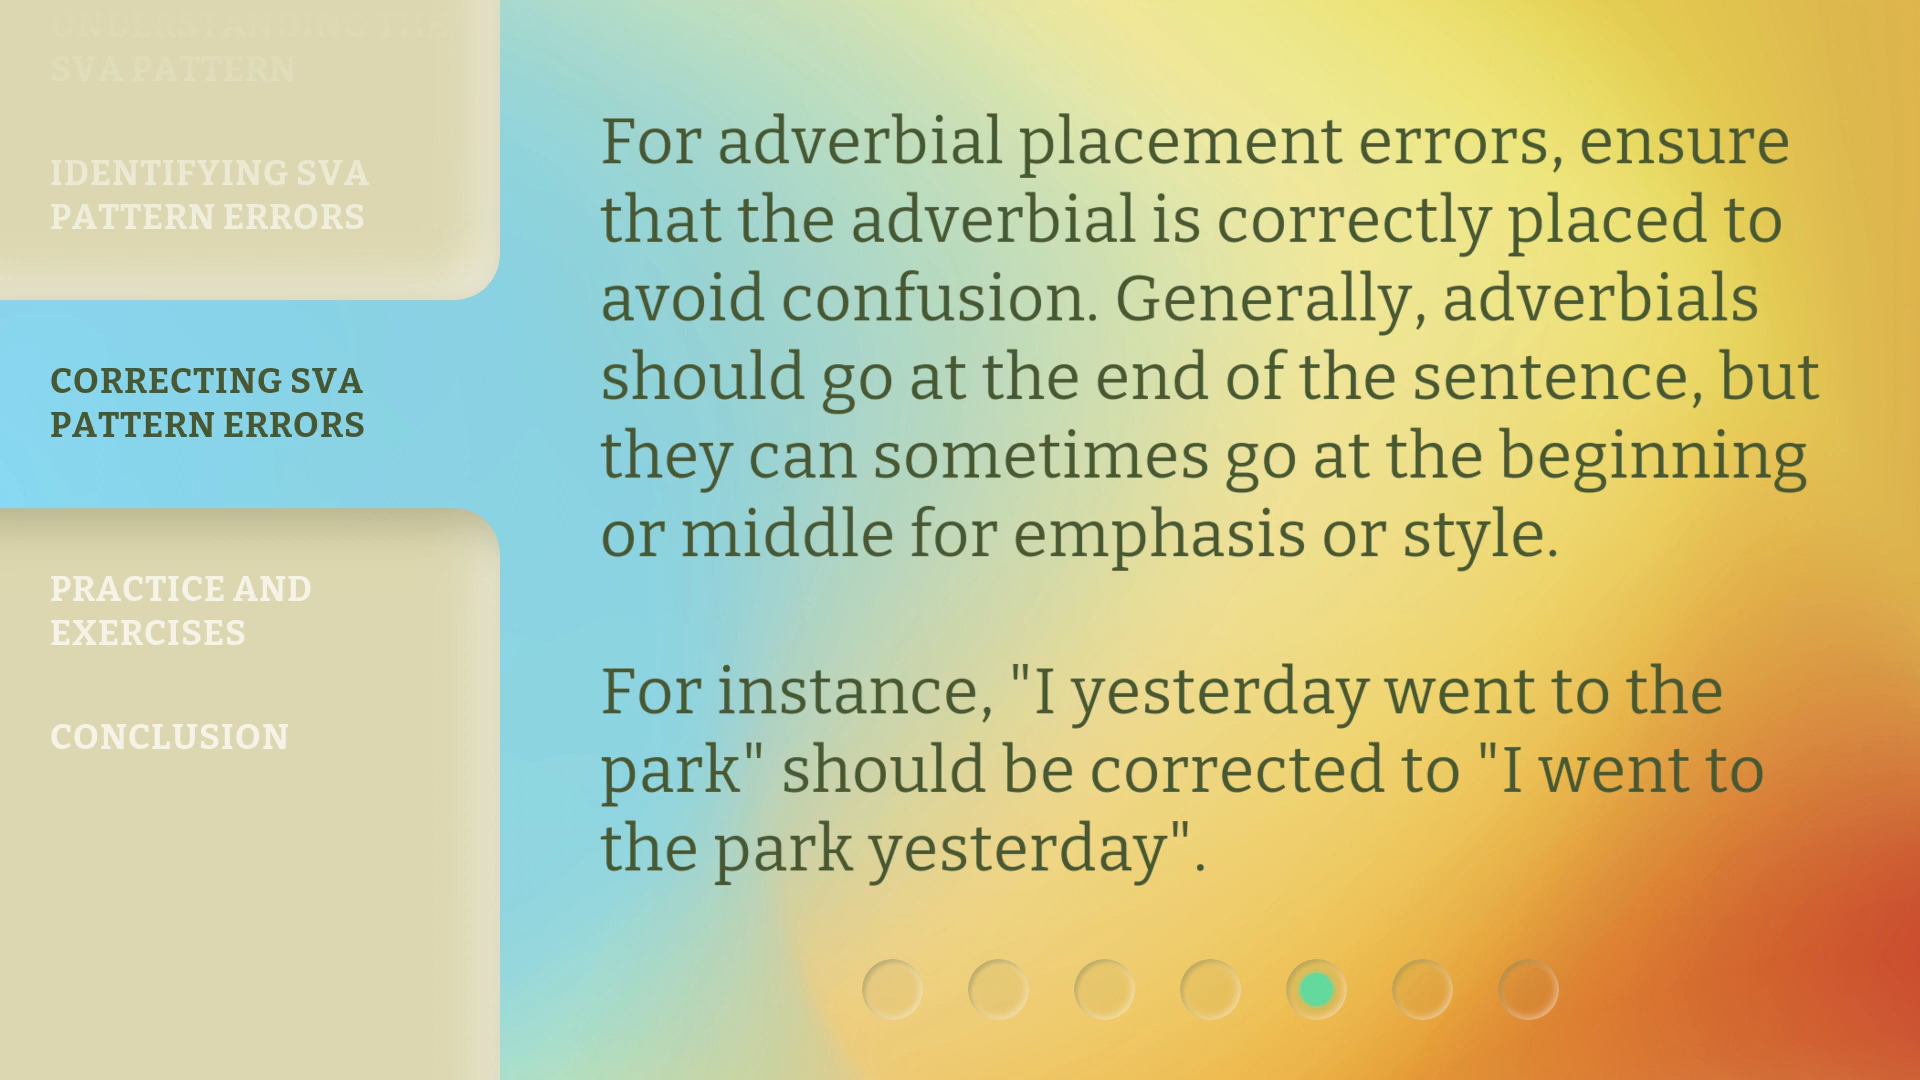 UNDERSTANDING THE
SVA PATTERN
IDENTIFYING SVA
PATTERN ERRORS
CORRECTING SVA
PATTERN ERRORS
PRACTICE AND
EXERCISES
CONCLUSION
For adverbial placement errors, ensure
that the adverbial is correctly placed to
avoid confusion. Generally, adverbials
should go at the end of the sentence, but
they can sometimes go at the beginning
or middle for emphasis or style.
For instance, "I yesterday went to the
park" should be corrected to "I went to
the park yesterday".